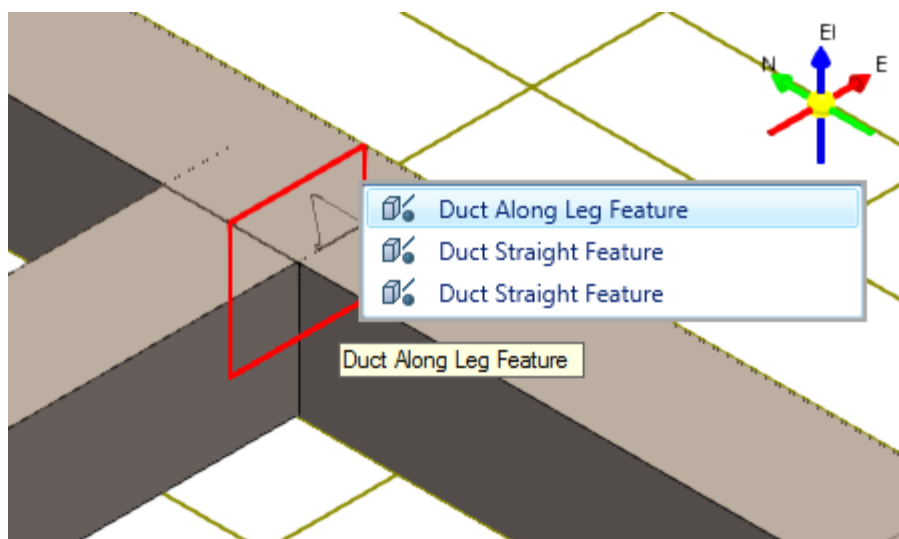 El
N
E
Duct Along Leg Feature
Duct Straight Feature
Duct Straight Feature
Duct Along Leg Feature